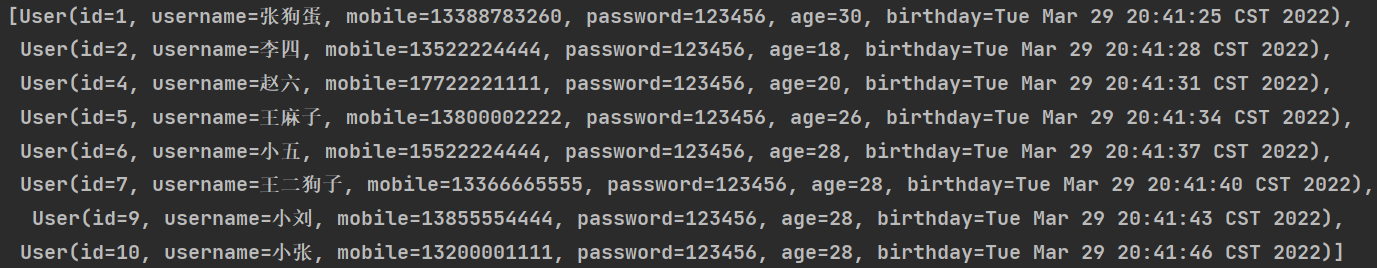 [User(id=1, username=张狗蛋, mobile=13388783260, password=123456, age=30, birthday=Tue Mar 29 20:41:25 CST 2022),
User(id=2, username=李四, mobile=13522224444, password=123456, age=18, birthday=Tue Mar 29 20:41:28 CST 2022),
User(id=4, username=赵六, mobile=17722221111, password=123456, age=20, birthday=Tue Mar 29 20:41:31 CST 2022),
User(id=5, username=王麻子, mobile=13800002222, password=123456, age=26, birthday=Tue Mar 29 20:41:34 CST 2022),
User(id=6, username=小五, mobile=15522224444, password=123456, age=28, birthday=Tue Mar 29 20:41:37 CST 2022),
User(id=7, username=王二狗子, mobile=13366665555, password=123456, age=28, birthday=Tue Mar 29 20:41:40 CST 2022),
User(id=9, username=小刘, mobile=13855554444, password=123456, age=28, birthday=Tue Mar 29 20:41:43 CST 2022),
User(id=10, username=小张, mobile=13200001111, password=123456, age=28, birthday=Tue Mar 29 20:41:46 CST 2022)]